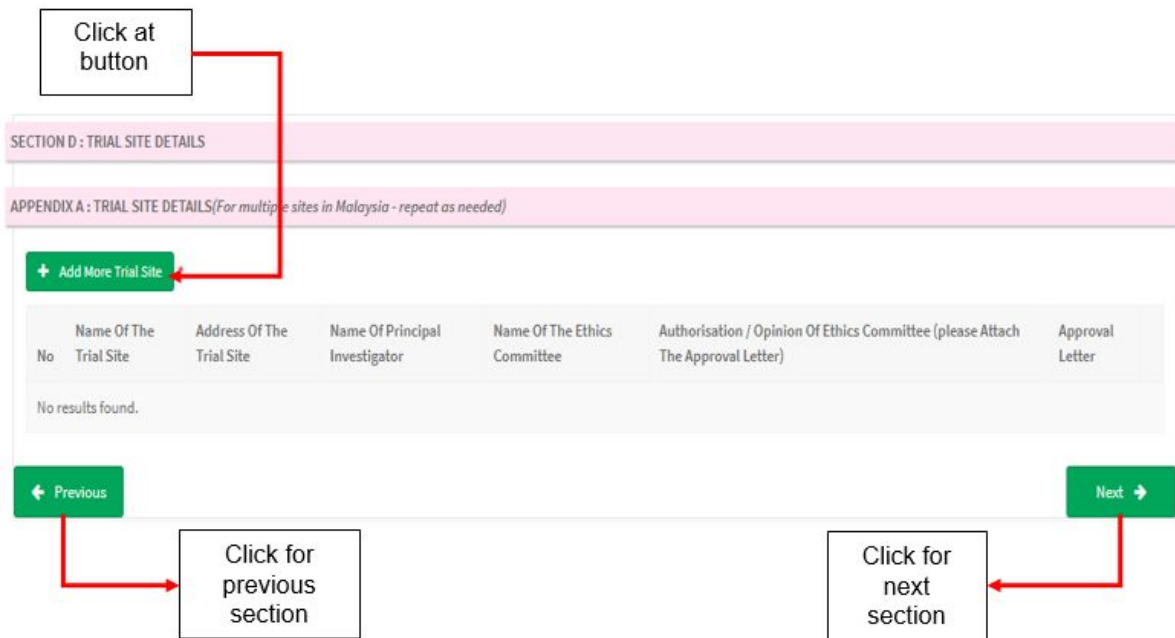 Click at
button
SECTION D : TRIAL SITE DETAILS
APPENDIX A : TRIAL SITE DETAILS(For multiple sites in Malaysia - repeat as needed)
Add More Trial Site
No
Name Of The
Trial Site
Address Of The
Trial Site
Name Of Principal
Investigator
Name Of The Ethics
Committee
Authorisation / Opinion Of Ethics Committee (please Attach
The Approval Letter)
Approval
Letter
No results found.
Previous
Next
Click for
previous
section
Click for
next
section